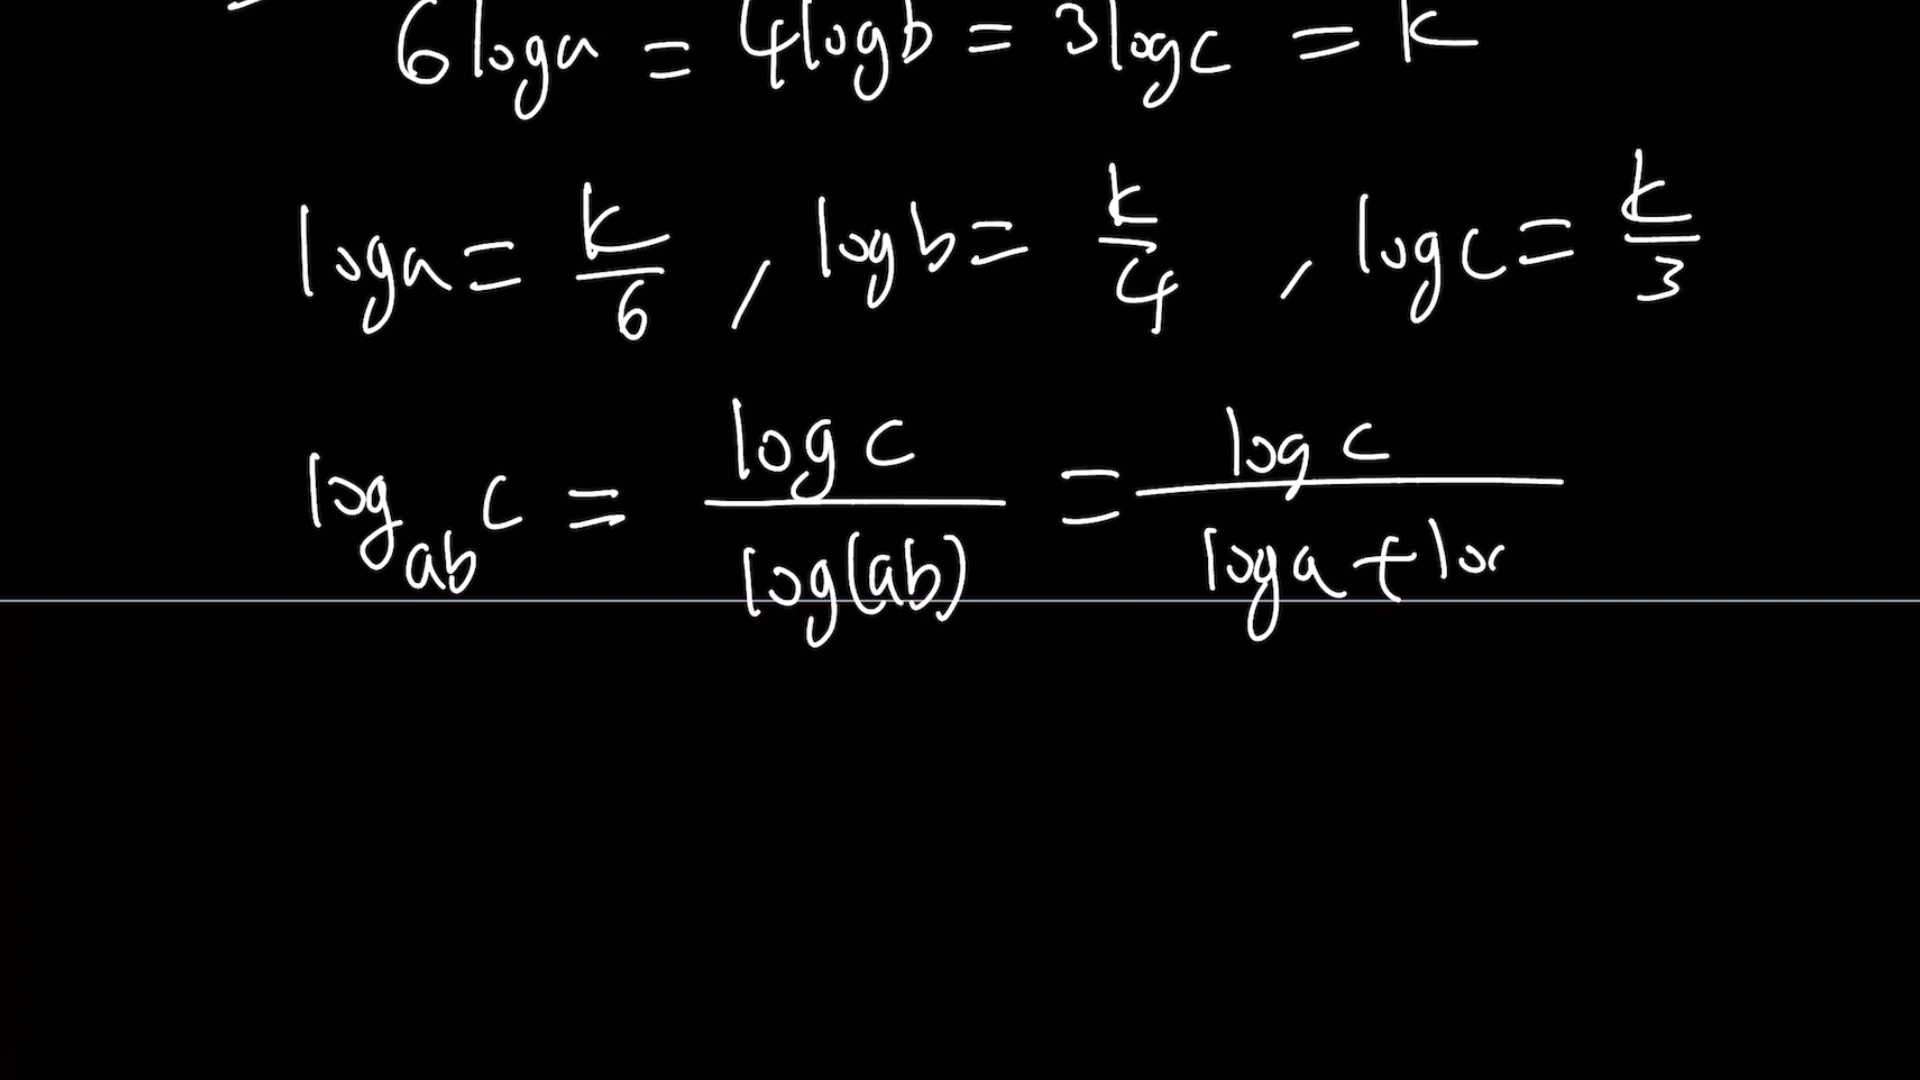 6loga = 4logb = 3logc = k
loga = k/6 , logb = k/4 , logc = k/3
log_ab c = log c / log(ab) = log c / loga + lo